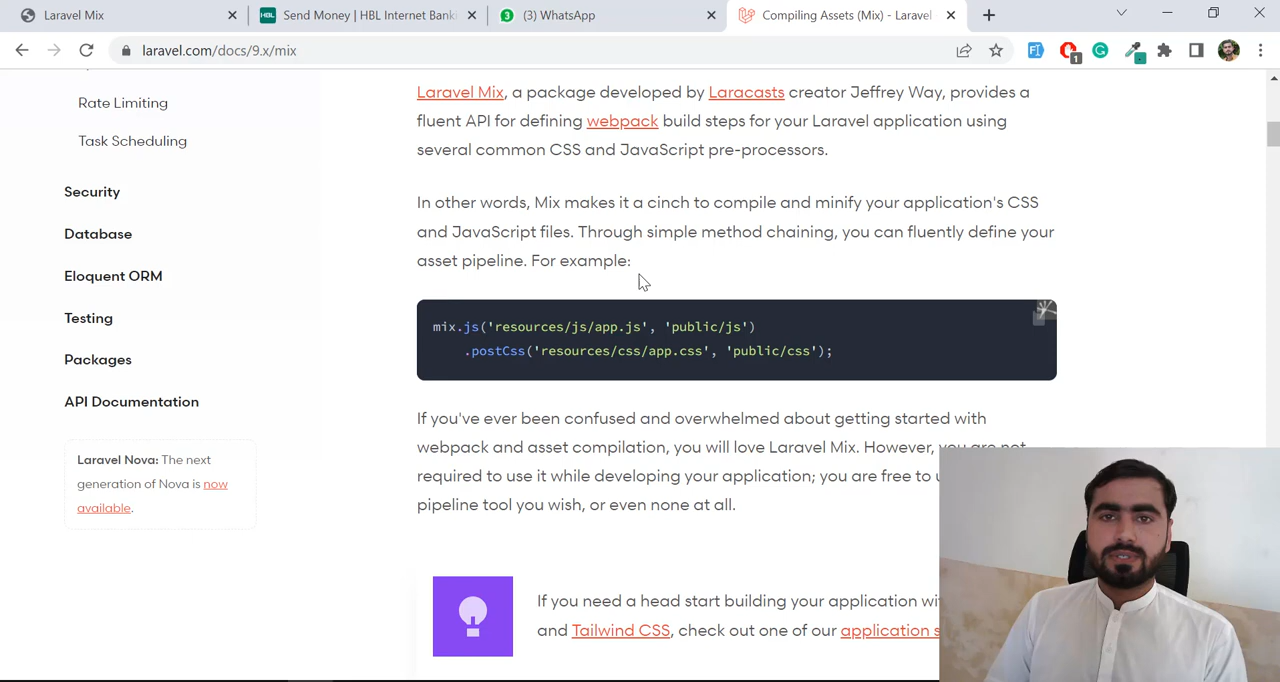 Laravel Mix
HBL
Send Money | HBL Internet Banki
3
(3) WhatsApp
Compiling Assets (Mix) - Laravel
laravel.com/docs/9.x/mix
1
Rate Limiting
Task Scheduling
Security
Database
Eloquent ORM
Testing
Packages
API Documentation
Laravel Nova: The next
generation of Nova is now
available.
Laravel Mix, a package developed by Laracasts creator Jeffrey Way, provides a
fluent API for defining webpack build steps for your Laravel application using
several common CSS and JavaScript pre-processors.
In other words, Mix makes it a cinch to compile and minify your application's CSS
and JavaScript files. Through simple method chaining, you can fluently define your
asset pipeline. For example:
mix.js('resources/js/app.js', 'public/js')
.postCss('resources/css/app.css', 'public/css');
If you've ever been confused and overwhelmed about getting started with
webpack and asset compilation, you will love Laravel Mix. However, you are not
required to use it while developing your application; you are free to u
pipeline tool you wish, or even none at all.
If you need a head start building your application wi
and Tailwind CSS, check out one of our application s